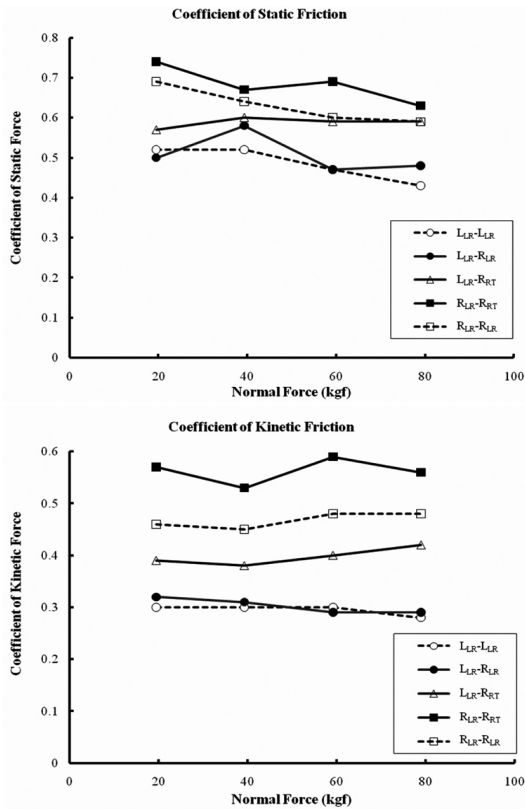 Coefficient of Static Friction
0.8
0.7
0.6
0.5
0.4
0.3
0.2
0.1
0
Coefficient of Static Force
L_LR-L_LR
L_LR-R_LR
L_LR-R_RT
R_LR-R_RT
R_LR-R_LR
0 20 40 60 80 100
Normal Force (kgf)
Coefficient of Kinetic Friction
0.6
0.5
0.4
0.3
0.2
0.1
0
Coefficient of Kinetic Force
L_LR-L_LR
L_LR-R_LR
L_LR-R_RT
R_LR-R_RT
R_LR-R_LR
0 20 40 60 80 100
Normal Force (kgf)